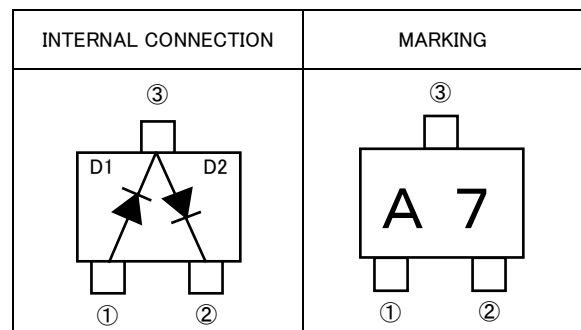 INTERNAL CONNECTION
MARKING
③
③
D1 D2
A 7
① ②
① ②